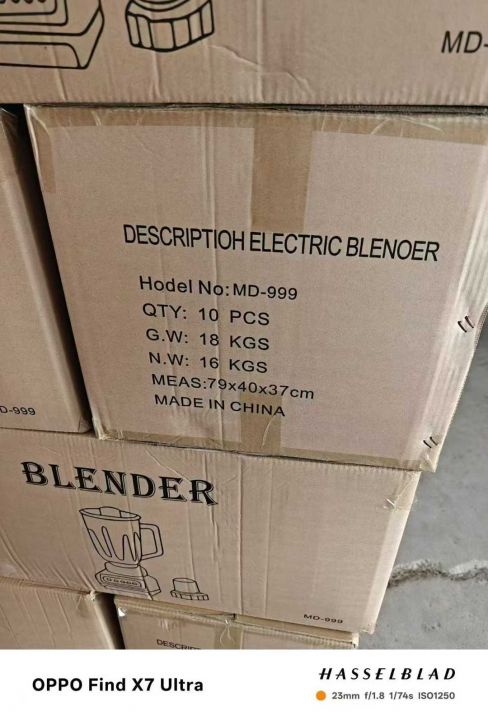 MD-
DESCRIPTIOH ELECTRIC BLENOER
Hodel No: MD-999
QTY: 10 PCS
G.W: 18 KGS
N.W: 16 KGS
MEAS:79x40x37cm
MADE IN CHINA
D-999
BLENDER
MD-999
DESCRIP
OPPO Find X7 Ultra
HASSELBLAD
23mm f/1.8 1/74s ISO1250